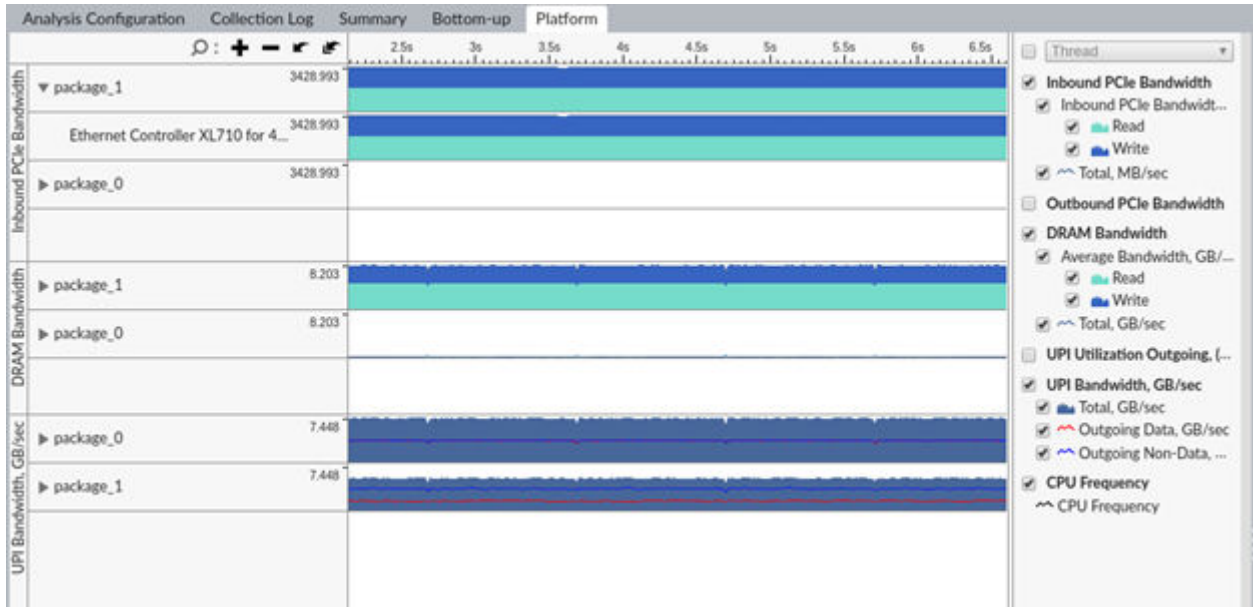 Analysis Configuration Collection Log Summary Bottom-up Platform
2.5s 3s 3.5s 4s 4.5s 5s 5.5s 6s 6.5s
Thread
Inbound PCIe Bandwidth
package_1 3428.993
Ethernet Controller XL710 for 4... 3428.993
package_0 3428.993
DRAM Bandwidth
package_1 8.203
package_0 8.203
UPI Bandwidth, GB/sec
package_0 7.448
package_1 7.448
Inbound PCIe Bandwidth
Inbound PCIe Bandwidt...
Read
Write
Total, MB/sec
Outbound PCIe Bandwidth
DRAM Bandwidth
Average Bandwidth, GB/...
Read
Write
Total, GB/sec
UPI Utilization Outgoing, (...
UPI Bandwidth, GB/sec
Total, GB/sec
Outgoing Data, GB/sec
Outgoing Non-Data, ...
CPU Frequency
CPU Frequency